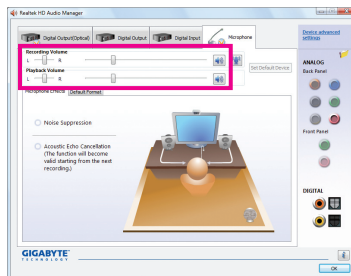 Realtek HD Audio Manager
Digital Output(Optical)
Digital Output
Digital Input
Microphone
Device advanced
settings
Recording Volume
L
R
Playback Volume
L
R
Set Default Device
ANALOG
Back Panel
Microphone Effects
Default Format
Noise Suppression
Acoustic Echo Cancellation
(The function will become
valid starting from the next
recording.)
Front Panel
DIGITAL
GIGABYTE
TECHNOLOGY
i
OK